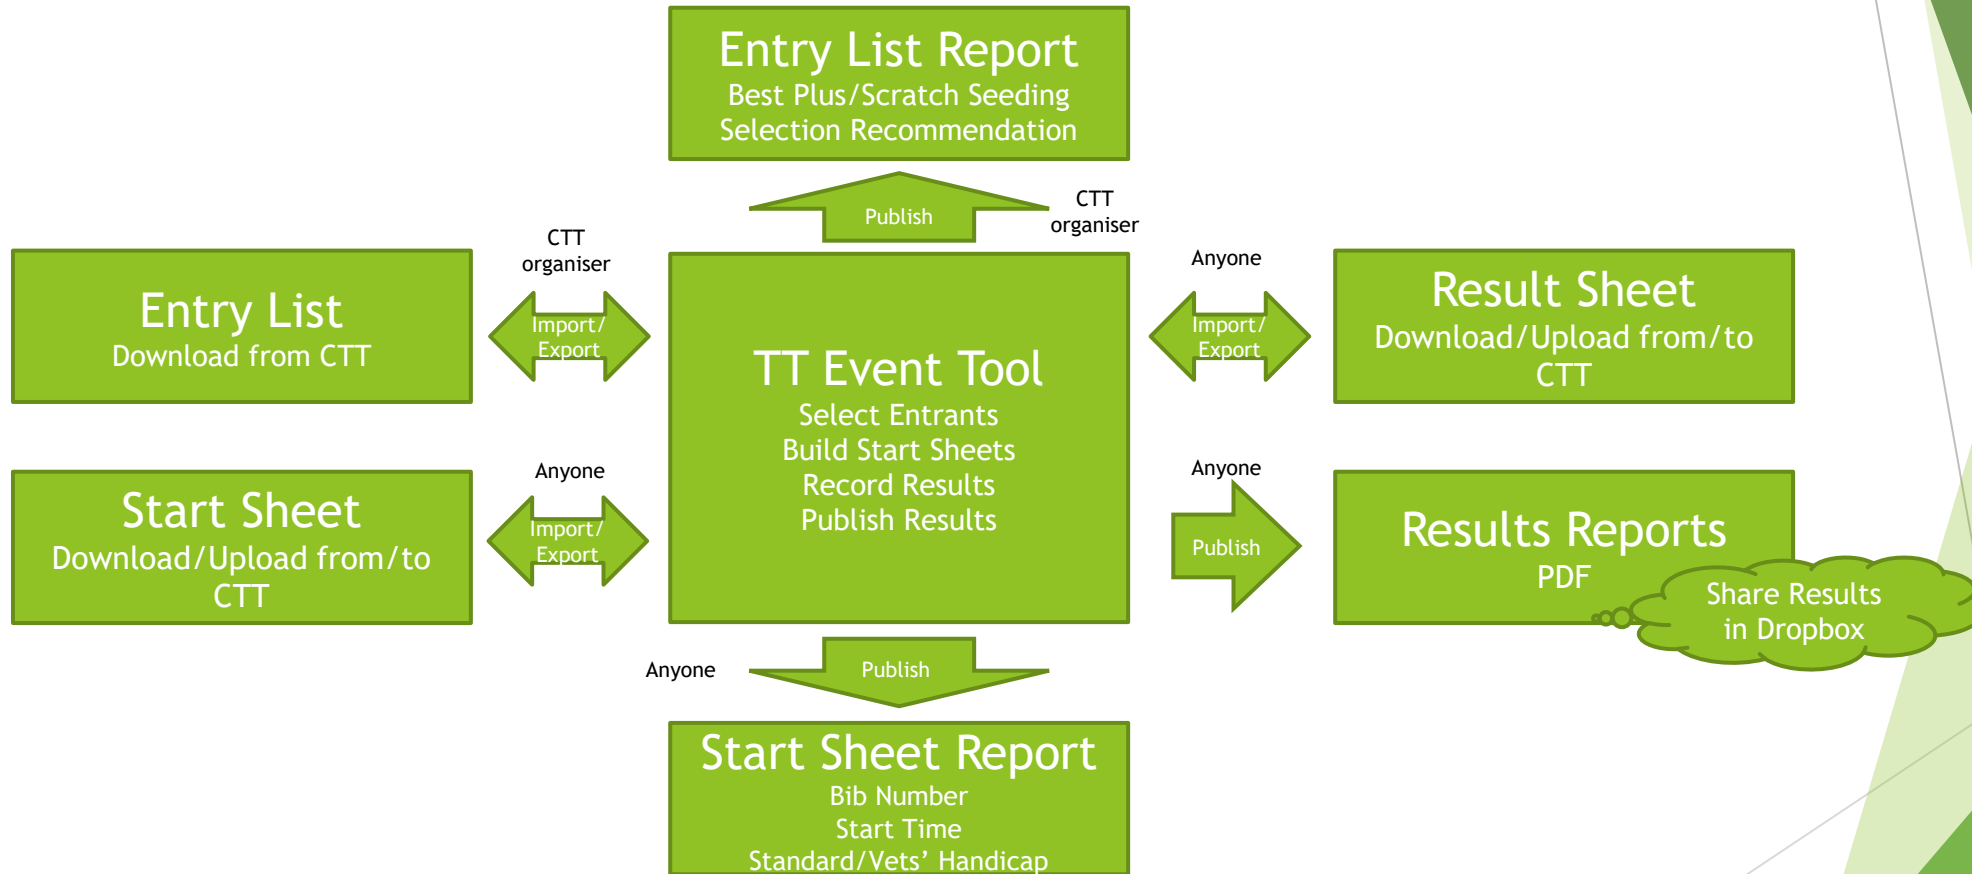 Entry List Report
Best Plus/Scratch Seeding
Selection Recommendation
Publish
CTT
organiser
CTT
organiser
Anyone
Entry List
Download from CTT
Import/
Export
TT Event Tool
Select Entrants
Build Start Sheets
Record Results
Publish Results
Import/
Export
Result Sheet
Download/Upload from/to
CTT
Anyone
Anyone
Start Sheet
Download/Upload from/to
CTT
Import/
Export
Publish
Results Reports
PDF
Share Results
in Dropbox
Anyone
Publish
Start Sheet Report
Bib Number
Start Time
Standard/Vets’ Handicap